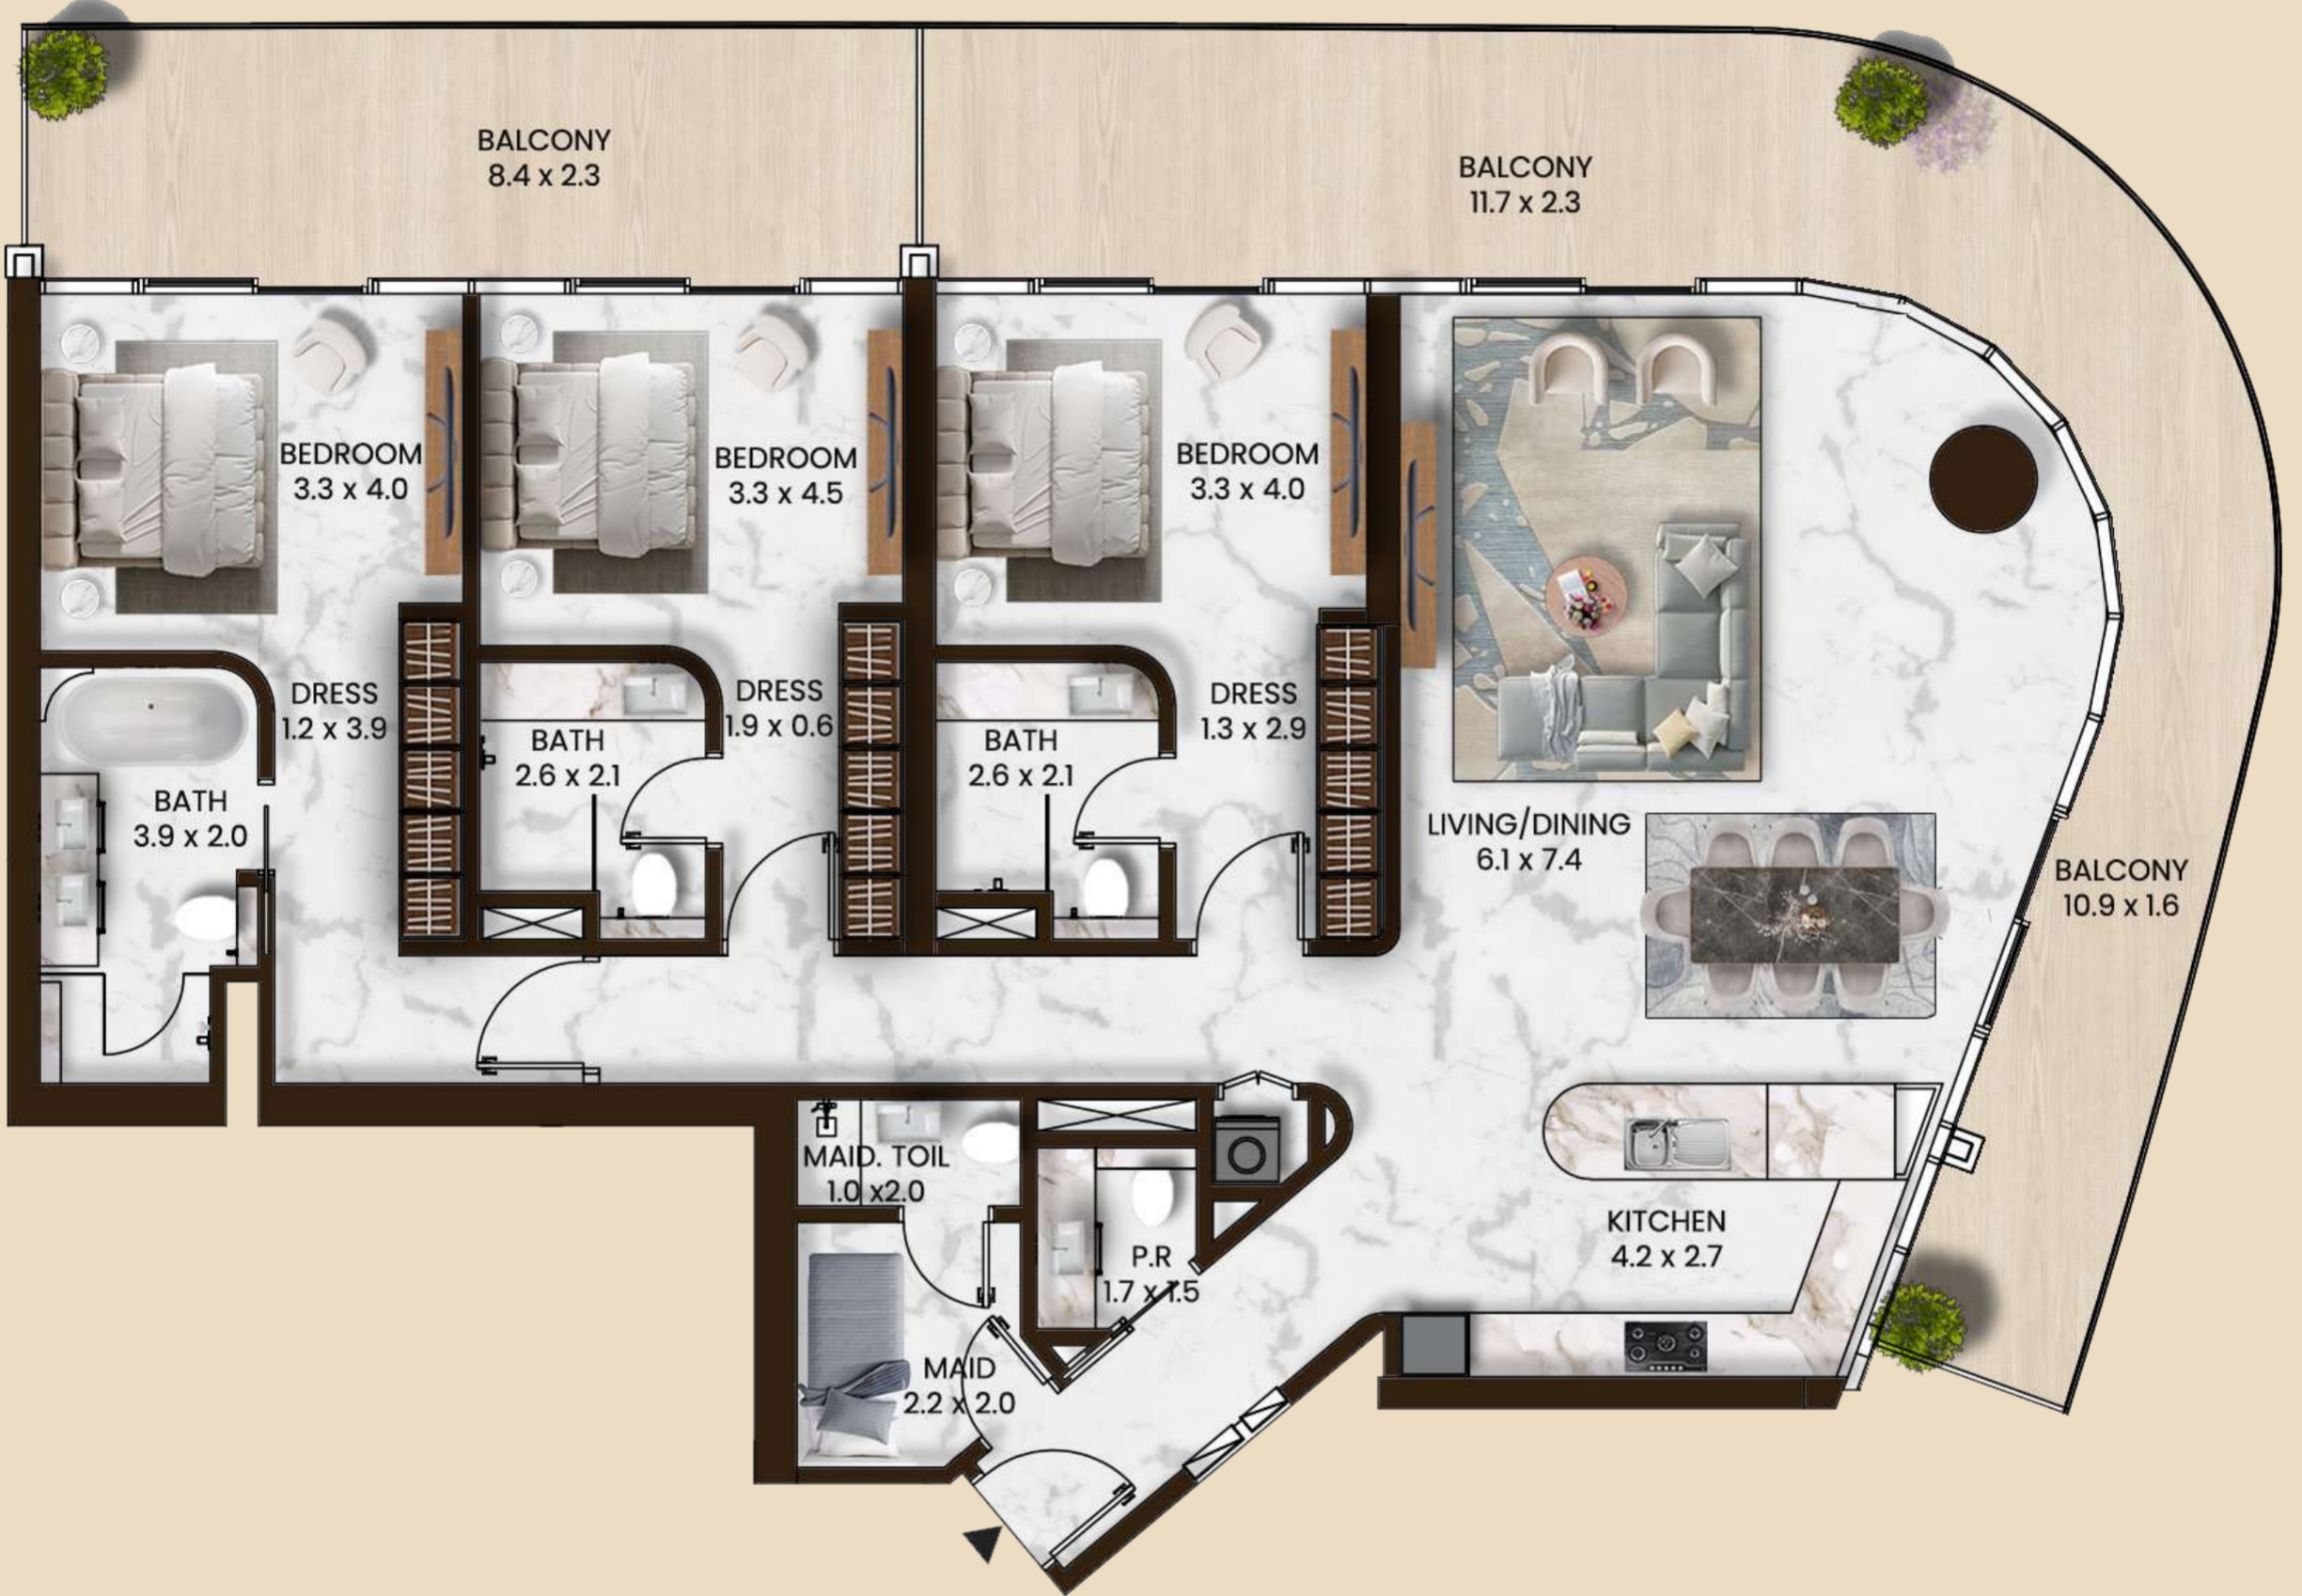 BALCONY
8.4 x 2.3
BALCONY
11.7 x 2.3
BEDROOM
3.3 x 4.0
BEDROOM
3.3 x 4.5
BEDROOM
3.3 x 4.0
DRESS
1.2 x 3.9
DRESS
1.9 x 0.6
DRESS
1.3 x 2.9
BATH
2.6 x 2.1
BATH
2.6 x 2.1
BATH
3.9 x 2.0
LIVING/DINING
6.1 x 7.4
BALCONY
10.9 x 1.6
MAID. TOIL
1.0 x2.0
KITCHEN
4.2 x 2.7
P.R
1.7 x 1.5
MAID
2.2 x 2.0